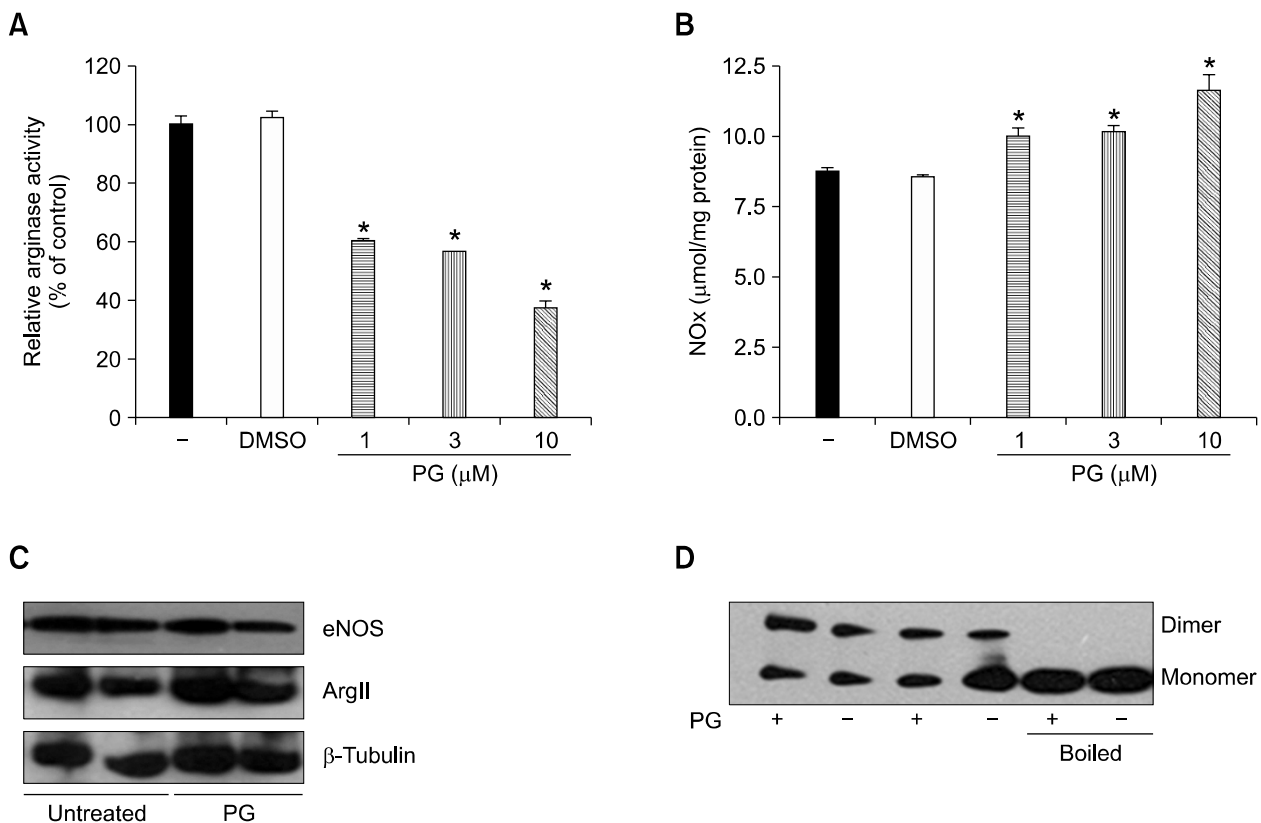 A
120
100
80
60
40
20
0
Relative arginase activity
(% of control)
*
*
*
–
DMSO
1
3
10
PG (μM)
B
12.5
10.0
7.5
5.0
2.5
0.0
NOx (μmol/mg protein)
*
*
*
–
DMSO
1
3
10
PG (μM)
C
eNOS
ArgII
β-Tubulin
Untreated
PG
D
Dimer
Monomer
PG + – + – + –
Boiled